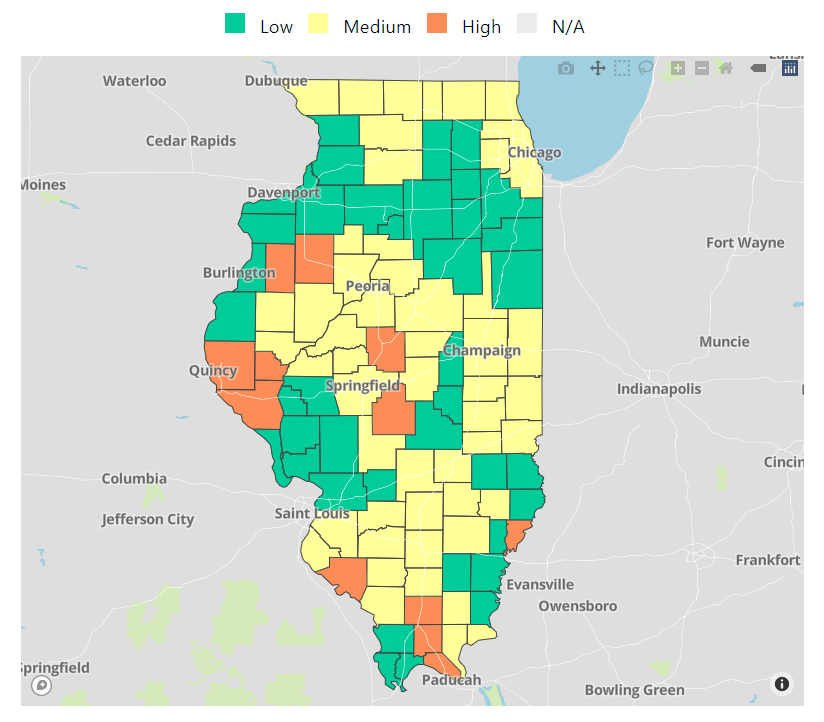 Low Medium High N/A
Lans
Waterloo Dubuque
Cedar Rapids Chicago
Moines Davenport
Fort Wayne
Burlington
Peoria
Muncie
Champaign
Quincy
Springfield Indianapolis
Cincin
Columbia
Saint Louis
Jefferson City
Frankfort
Evansville
Owensboro
Springfield
Paducah
Bowling Green